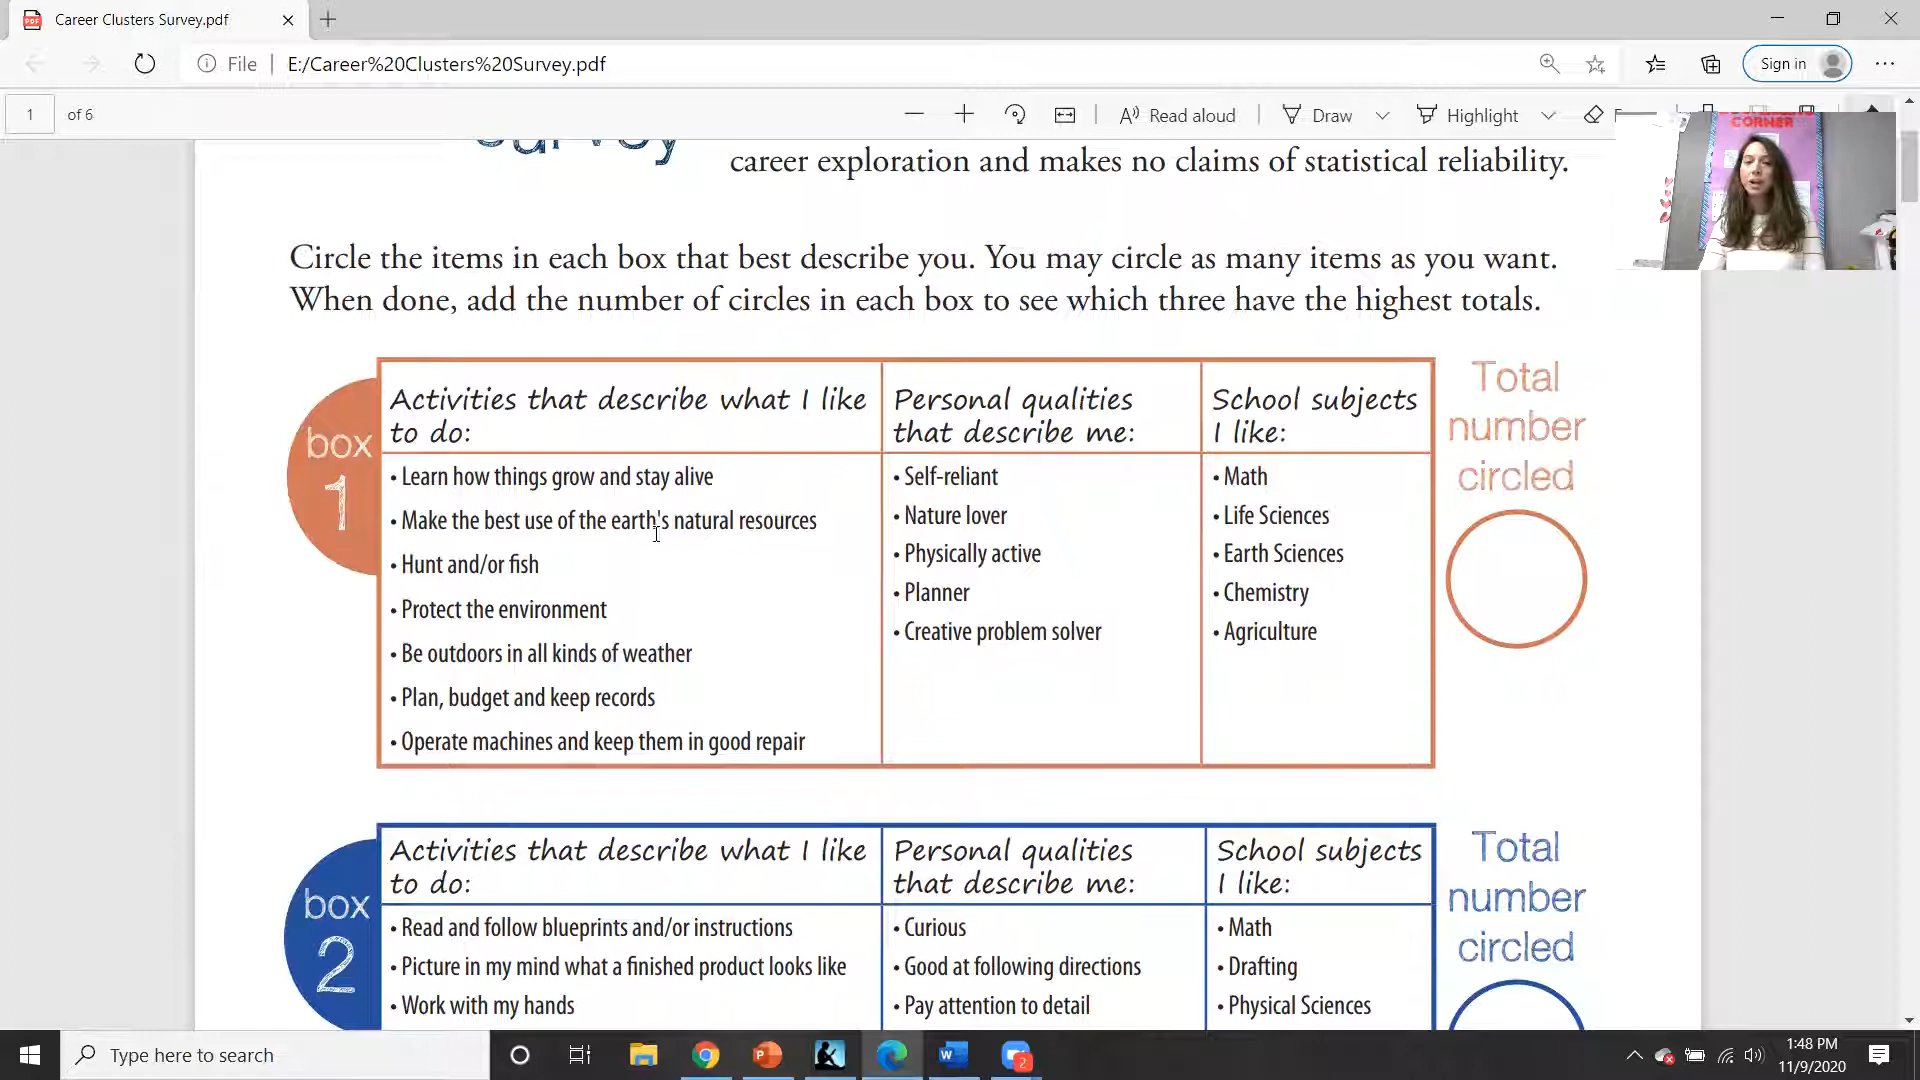 Career Clusters Survey.pdf
File
E:/Career%20Clusters%20Survey.pdf
Sign in
1
of 6
Read aloud
Draw
Highlight
CORNER
Survey
career exploration and makes no claims of statistical reliability.
Circle the items in each box that best describe you. You may circle as many items as you want.
When done, add the number of circles in each box to see which three have the highest totals.
box
1
Activities that describe what I like
to do:
• Learn how things grow and stay alive
• Make the best use of the earth's natural resources
• Hunt and/or fish
• Protect the environment
• Be outdoors in all kinds of weather
• Plan, budget and keep records
• Operate machines and keep them in good repair
Personal qualities
that describe me:
• Self-reliant
• Nature lover
• Physically active
• Planner
• Creative problem solver
School subjects
I like:
• Math
• Life Sciences
• Earth Sciences
• Chemistry
• Agriculture
Total
number
circled
box
2
Activities that describe what I like
to do:
• Read and follow blueprints and/or instructions
• Picture in my mind what a finished product looks like
• Work with my hands
Personal qualities
that describe me:
• Curious
• Good at following directions
• Pay attention to detail
School subjects
I like:
• Math
• Drafting
• Physical Sciences
Total
number
circled
Type here to search
2
1:48 PM
11/9/2020